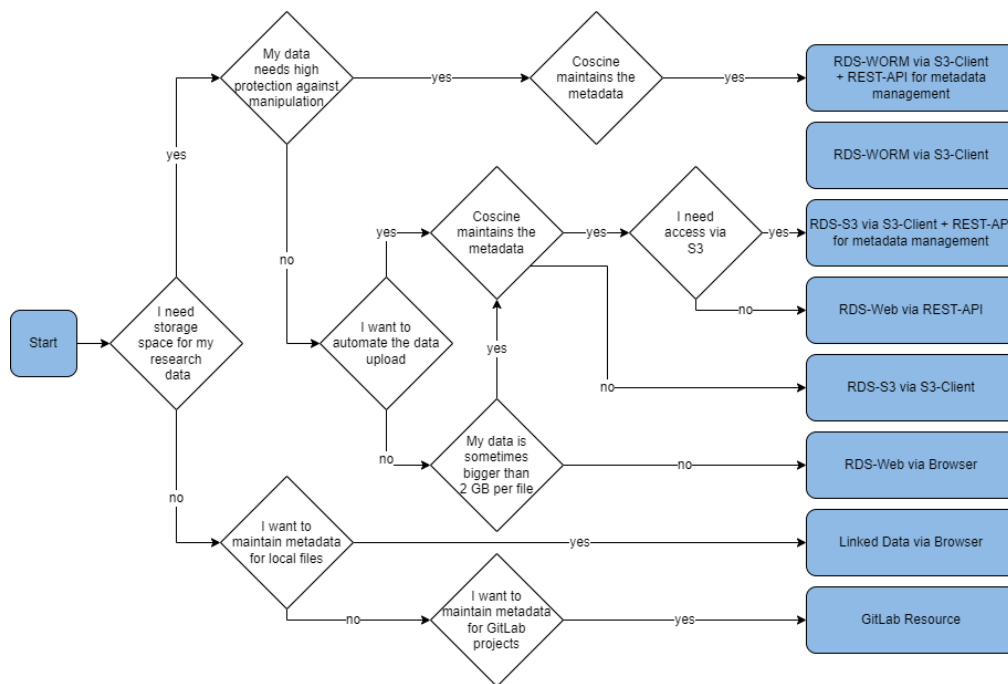 My data
needs high
protection against
manipulation
yes
Coscine
maintains the
metadata
yes
RDS-WORM via S3-Client
+ REST-API for metadata
management
yes
RDS-WORM via S3-Client
no
yes
Coscine
maintains the
metadata
yes
I need
access via
S3
yes
RDS-S3 via S3-Client + REST-AP
for metadata management
no
RDS-Web via REST-API
Start
I need
storage
space for my
research
data
I want to
automate the data
upload
yes
no
RDS-S3 via S3-Client
no
My data is
sometimes
bigger than
2 GB per file
no
RDS-Web via Browser
no
I want to
maintain metadata
for local files
yes
Linked Data via Browser
no
I want to
maintain metadata
for GitLab
projects
yes
GitLab Resource